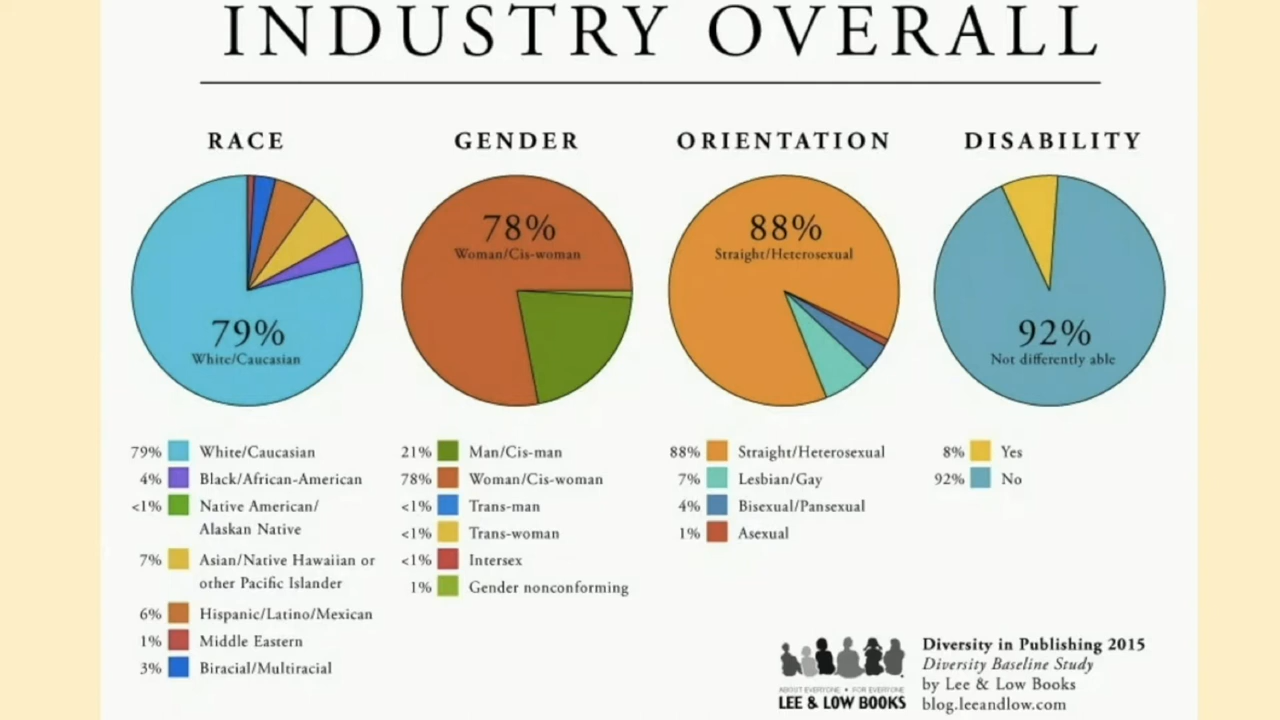 INDUSTRY OVERALL
RACE
78%
Woman/Cis-woman
79%
White/Caucasian
79% White/Caucasian
4% Black/African-American
<1% Native American/
Alaskan Native
7% Asian/Native Hawaiian or
other Pacific Islander
6% Hispanic/Latino/Mexican
1% Middle Eastern
3% Biracial/Multiracial
GENDER
21% Man/Cis-man
78% Woman/Cis-woman
<1% Trans-man
<1% Trans-woman
<1% Intersex
1% Gender nonconforming
ORIENTATION
88%
Straight/Heterosexual
88% Straight/Heterosexual
7% Lesbian/Gay
4% Bisexual/Pansexual
1% Asexual
DISABILITY
92%
Not differently able
8% Yes
92% No
ABOUT EVERYONE • FOR EVERYONE
LEE & LOW BOOKS
Diversity in Publishing 2015
Diversity Baseline Study
by Lee & Low Books
blog.leeandlow.com